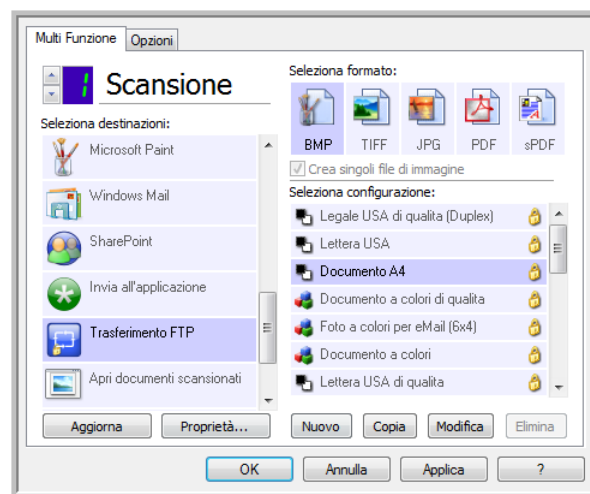 Multi Funzione
Opzioni
1
Scansione
Seleziona destinazioni:
Microsoft Paint
Windows Mail
SharePoint
Invia all'applicazione
Trasferimento FTP
Apri documenti scansionati
Aggiorna
Proprietà...
Seleziona formato:
BMP
TIFF
JPG
PDF
sPDF
Crea singoli file di immagine
Seleziona configurazione:
Legale USA di qualita (Duplex)
Lettera USA
Documento A4
Documento a colori di qualita
Foto a colori per eMail (6x4)
Documento a colori
Lettera USA di qualita
Nuovo
Copia
Modifica
Elimina
OK
Annulla
Applica
?